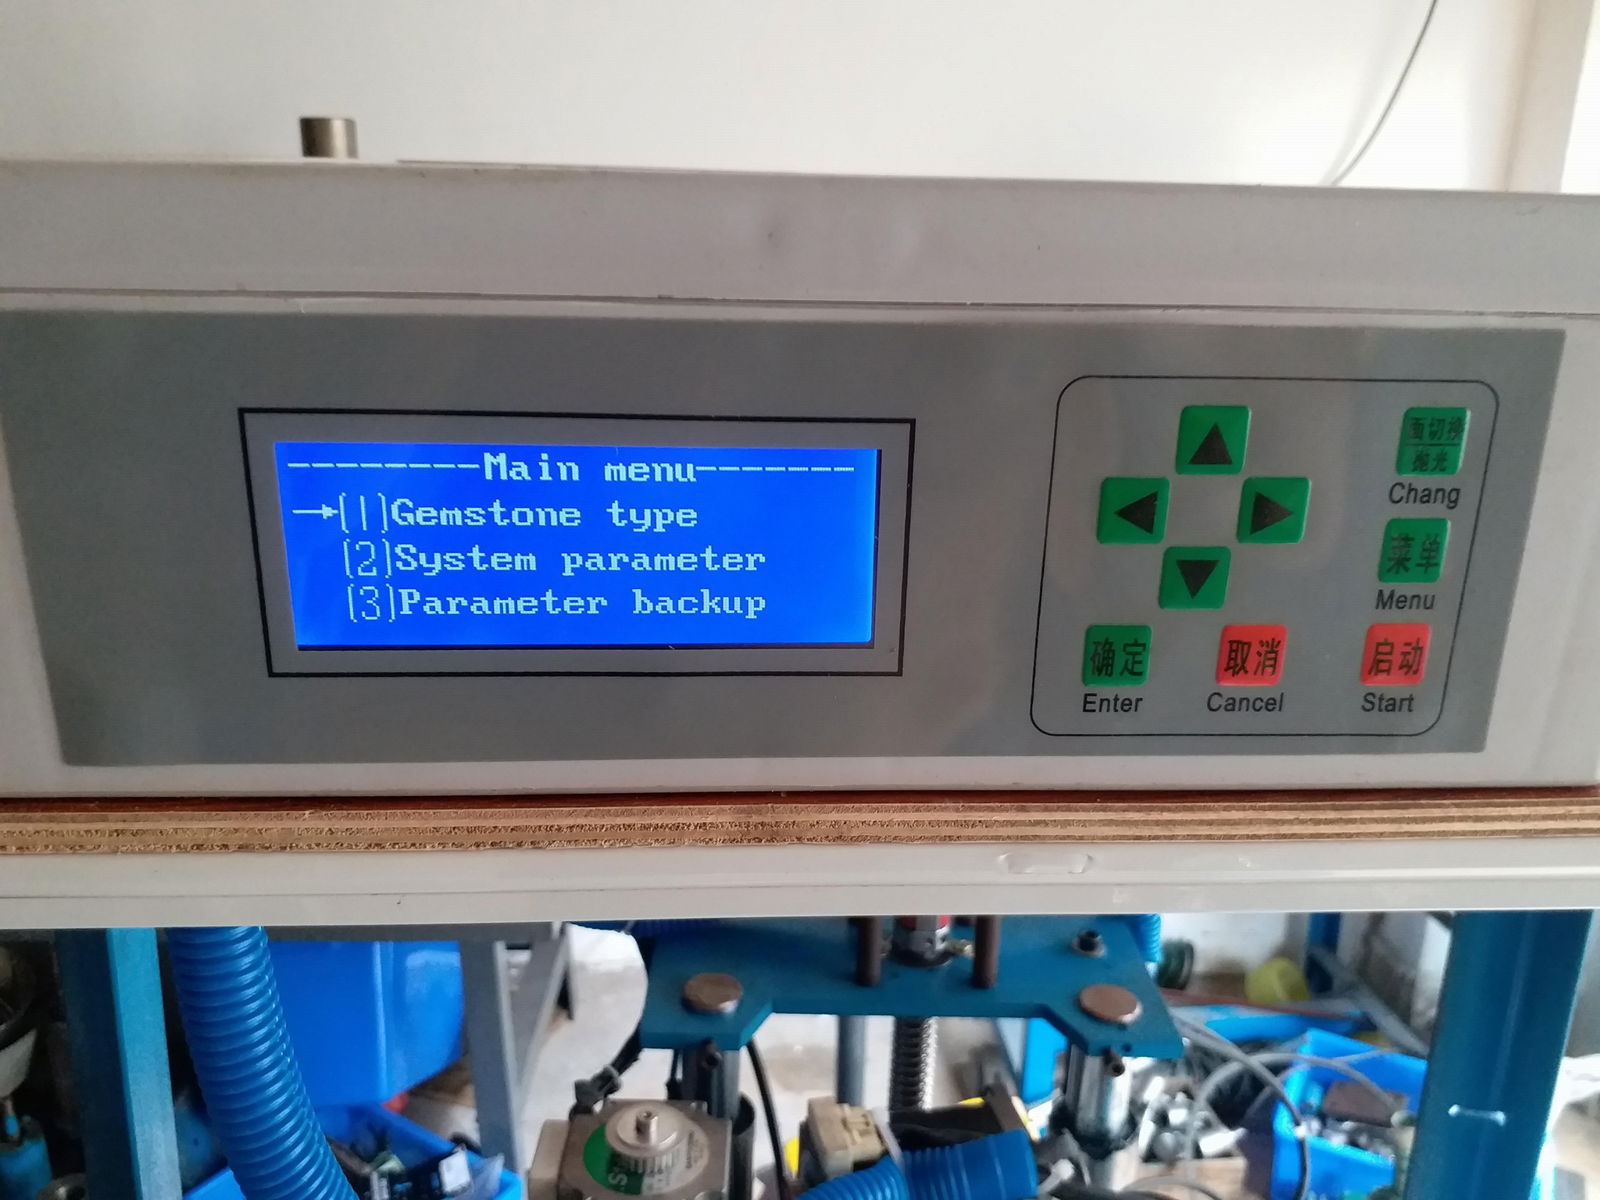 --------Main menu-------
→(1)Gemstone type
(2)System parameter
(3)Parameter backup
面切换
抛光
Chang
菜单
Menu
确定
Enter
取消
Cancel
启动
Start